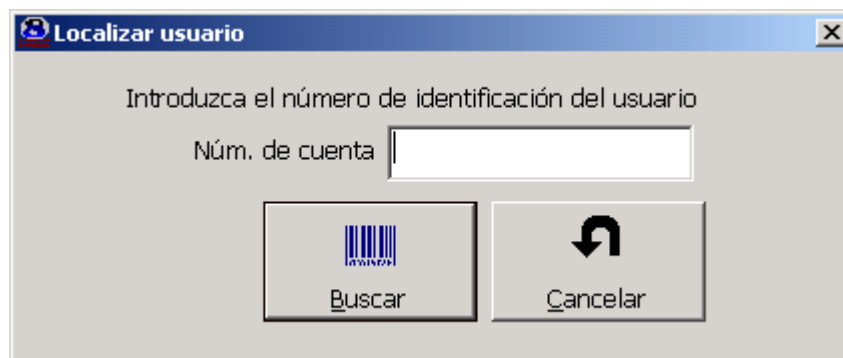 Localizar usuario
Introduzca el número de identificación del usuario
Núm. de cuenta
Buscar
Cancelar